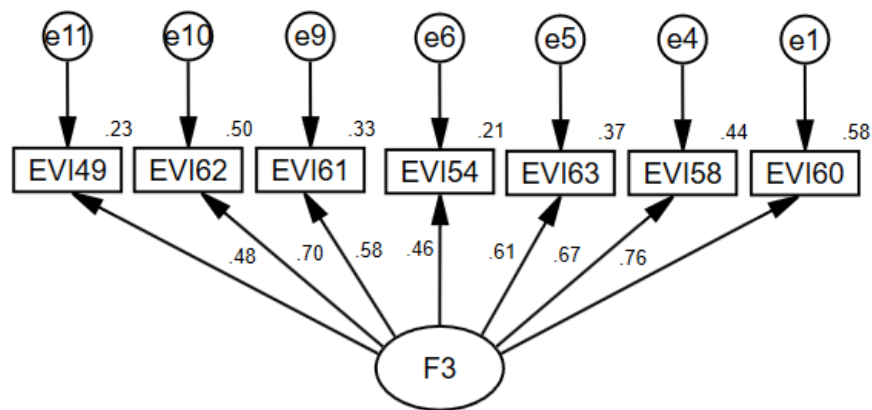 e11 e10 e9 e6 e5 e4 e1
.23 .50 .33 .21 .37 .44 .58
EVI49 EVI62 EVI61 EVI54 EVI63 EVI58 EVI60
.48 .70 .58 .46 .61 .67 .76
F3